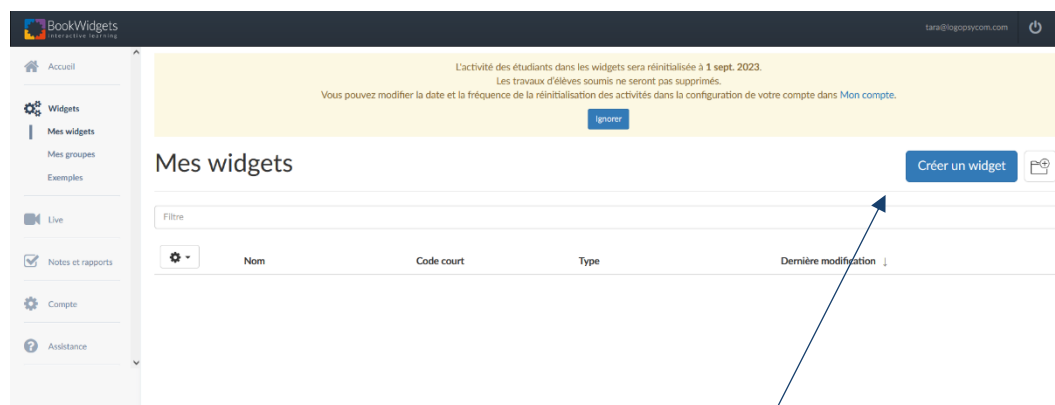 BookWidgets
interactive learning
tara@logopsycom.com
Accueil
Widgets
Mes widgets
Mes groupes
Exemples
Live
Notes et rapports
Compte
Assistance
L'activité des étudiants dans les widgets sera réinitialisée à 1 sept. 2023.
Les travaux d'élèves soumis ne seront pas supprimés.
Vous pouvez modifier la date et la fréquence de la réinitialisation des activités dans la configuration de votre compte dans Mon compte.
Ignorer
Mes widgets
Créer un widget
Filtre
Nom Code court Type Dernière modification ↓